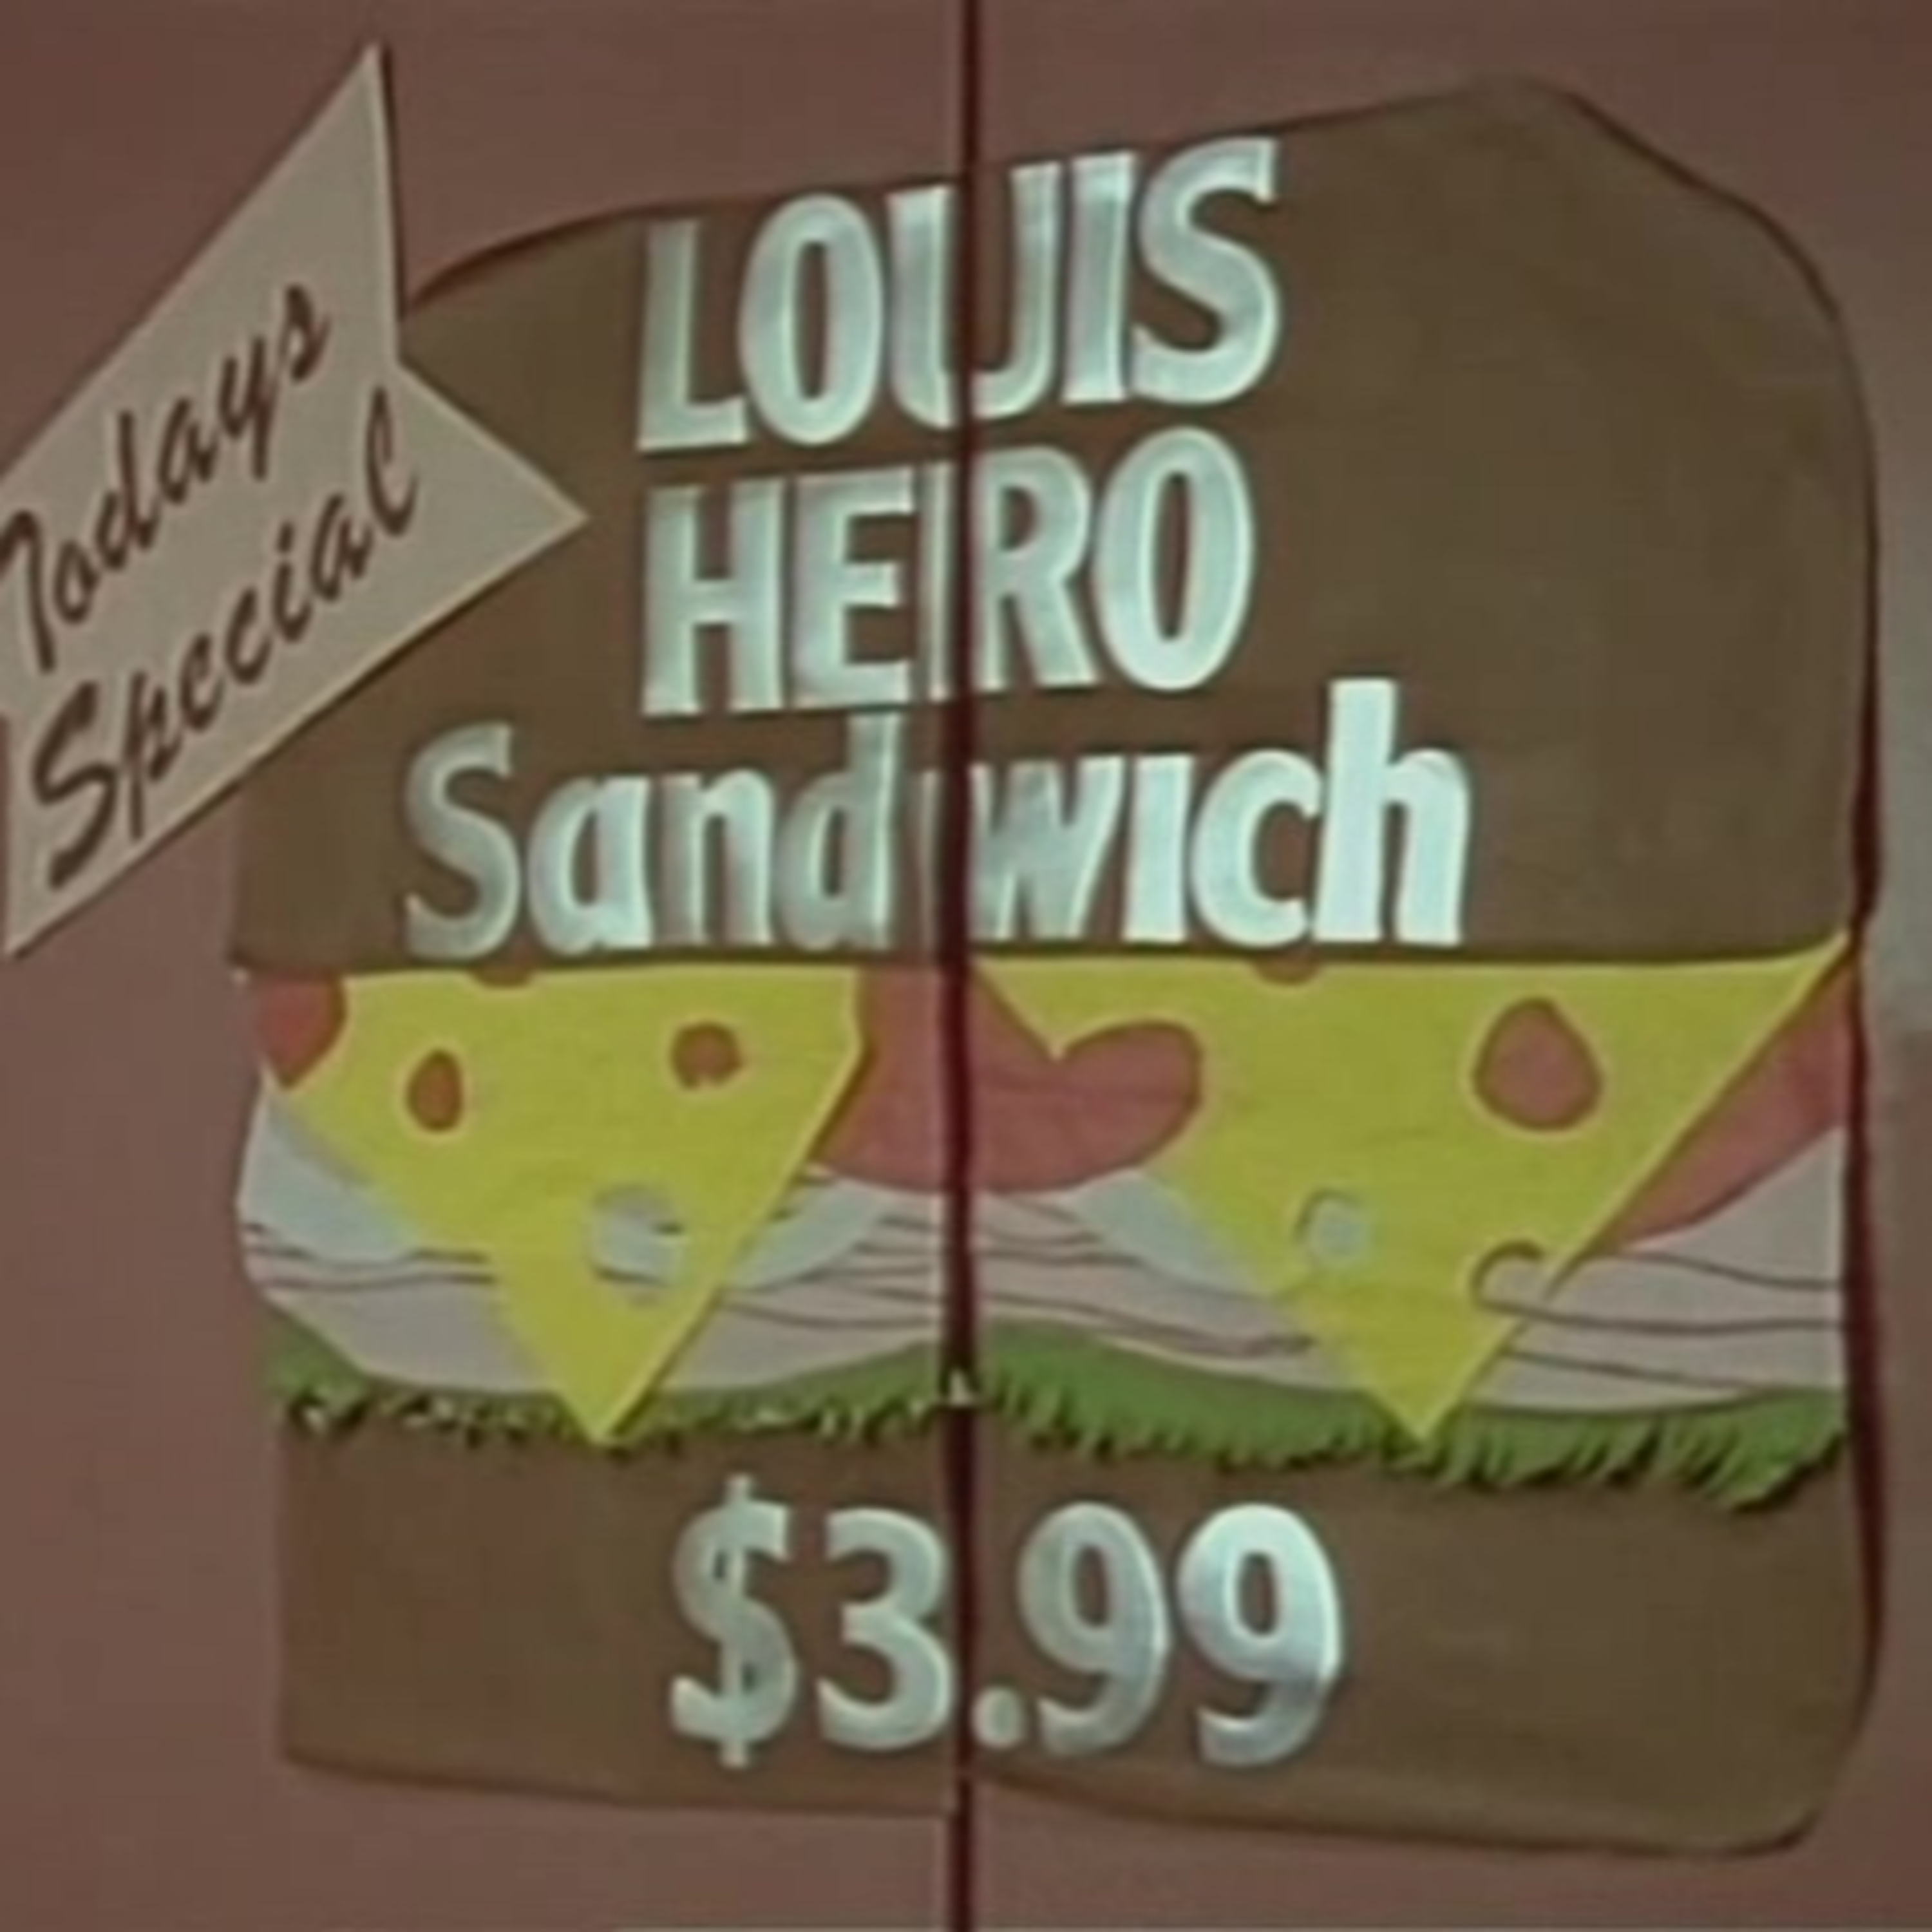 Todays
Special
LOUIS
HERO
Sandwich
$3.99